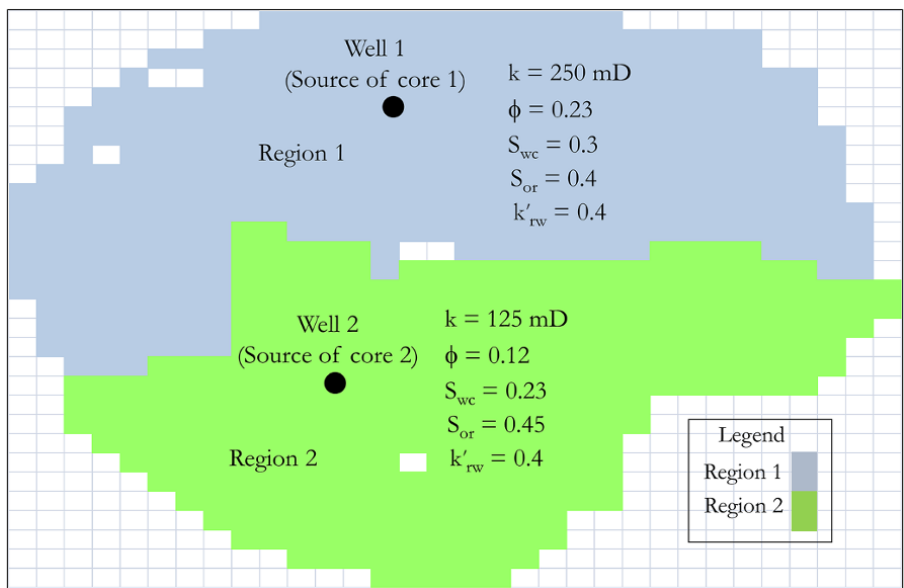 Well 1
(Source of core 1)
k = 250 mD
ϕ = 0.23
Region 1
S_wc = 0.3
S_or = 0.4
k′_rw = 0.4
Well 2
(Source of core 2)
k = 125 mD
ϕ = 0.12
S_wc = 0.23
S_or = 0.45
Region 2
k′_rw = 0.4
Legend
Region 1
Region 2